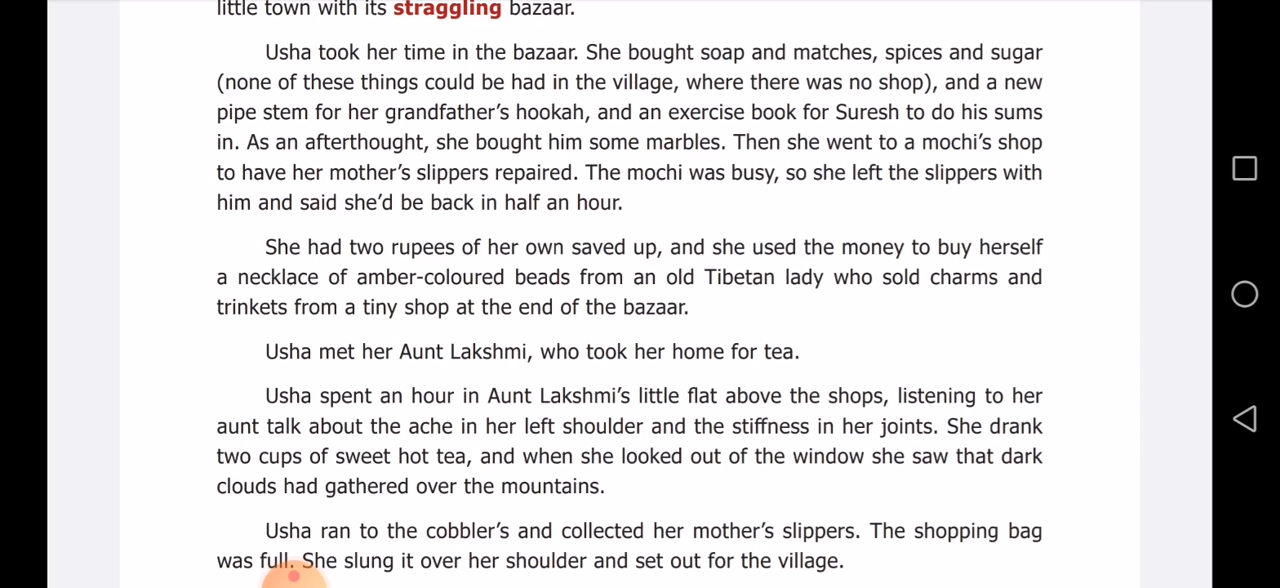 little town with its straggling bazaar.
Usha took her time in the bazaar. She bought soap and matches, spices and sugar
(none of these things could be had in the village, where there was no shop), and a new
pipe stem for her grandfather’s hookah, and an exercise book for Suresh to do his sums
in. As an afterthought, she bought him some marbles. Then she went to a mochi’s shop
to have her mother’s slippers repaired. The mochi was busy, so she left the slippers with
him and said she’d be back in half an hour.
She had two rupees of her own saved up, and she used the money to buy herself
a necklace of amber-coloured beads from an old Tibetan lady who sold charms and
trinkets from a tiny shop at the end of the bazaar.
Usha met her Aunt Lakshmi, who took her home for tea.
Usha spent an hour in Aunt Lakshmi’s little flat above the shops, listening to her
aunt talk about the ache in her left shoulder and the stiffness in her joints. She drank
two cups of sweet hot tea, and when she looked out of the window she saw that dark
clouds had gathered over the mountains.
Usha ran to the cobbler’s and collected her mother’s slippers. The shopping bag
was full. She slung it over her shoulder and set out for the village.